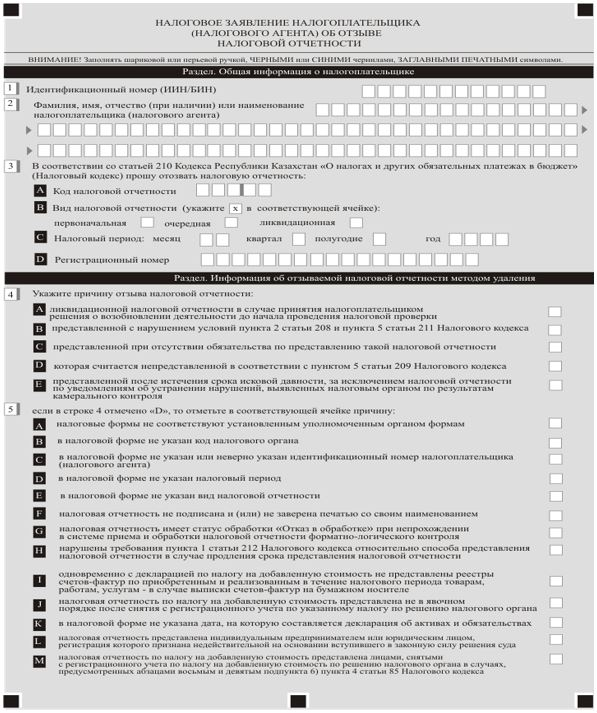 НАЛОГОВОЕ ЗАЯВЛЕНИЕ НАЛОГОПЛАТЕЛЬЩИКА
(НАЛОГОВОГО АГЕНТА) ОБ ОТЗЫВЕ
НАЛОГОВОЙ ОТЧЕТНОСТИ
ВНИМАНИЕ! Заполнять шариковой или перьевой ручкой, ЧЕРНЫМИ или СИНИМИ чернилами, ЗАГЛАВНЫМИ ПЕЧАТНЫМИ символами.
Раздел. Общая информация о налогоплательщике
1 Идентификационный номер (ИИН/БИН)
2 Фамилия, имя, отчество (при наличии) или наименование
налогоплательщика (налогового агента)
3 В соответствии со статьей 210 Кодекса Республики Казахстан «О налогах и других обязательных платежах в бюджет»
(Налоговый кодекс) прошу отозвать налоговую отчетность:
A Код налоговой отчетности
B Вид налоговой отчетности (укажите x в соответствующей ячейке):
первоначальная очередная ликвидационной
C Налоговый период: месяц квартал полугодие год
D Регистрационный номер
Раздел. Информация об отзываемой налоговой отчетности методом удаления
4 Укажите причину отзыва налоговой отчетности:
A ликвидационной налоговой отчетности в случае принятия налогоплательщиком
решения о возобновлении деятельности до начала проведения налоговой проверки
B представленной с нарушением условий пункта 2 статьи 208 и пункта 5 статьи 211 Налогового кодекса
C представленной при отсутствии обязательства по представлению такой налоговой отчетности
D которая считается непредставленной в соответствии с пунктом 5 статьи 209 Налогового кодекса
E представленной после истечения срока исковой давности, за исключением налоговой отчетности
по уведомлениям об устранении нарушений, выявленных налоговым органом по результатам
камерального контроля
5 если в строке 4 отмечено «D», то отметьте в соответствующей ячейке причину:
A налоговые формы не соответствуют установленным уполномоченным органом формам
B в налоговой форме не указан код налогового органа
C в налоговой форме не указан или неверно указан идентификационный номер налогоплательщика
(налогового агента)
D в налоговой форме не указан налоговый период
E в налоговой форме не указан вид налоговой отчетности
F налоговая отчетность не подписана и (или) не заверена печатью со своим наименованием
G налоговая отчетность имеет статус обработки «Отказ в обработке» при непрохождении
в системе приема и обработки налоговой отчетности форматно-логического контроля
H нарушены требования пункта 1 статьи 212 Налогового кодекса относительно способа представления
налоговой отчетности в случае продления срока представления налоговой отчетности
I одновременно с декларацией по налогу на добавленную стоимость не представлены реестры
счетов-фактур по приобретенным и реализованным в течение налогового периода товарам,
работам, услугам - в случае выписки счетов-фактур на бумажном носителе
J налоговая отчетность по налогу на добавленную стоимость представлена не в явочном
порядке после снятия с регистрационного учета по указанному налогу по решению налогового органа
K в налоговой форме не указана дата, на которую составляется декларация об активах и обязательствах
L налоговая отчетность представлена индивидуальным предпринимателем или юридическим лицом,
регистрация которого признана недействительной на основании вступившего в законную силу решения суда
M налоговая отчетность по налогу на добавленную стоимость представлена лицами, снятыми
с регистрационного учета по налогу на добавленную стоимость по решению налогового органа в случаях,
предусмотренных абзацами восьмым и девятым подпункта 6) пункта 4 статьи 85 Налогового кодекса